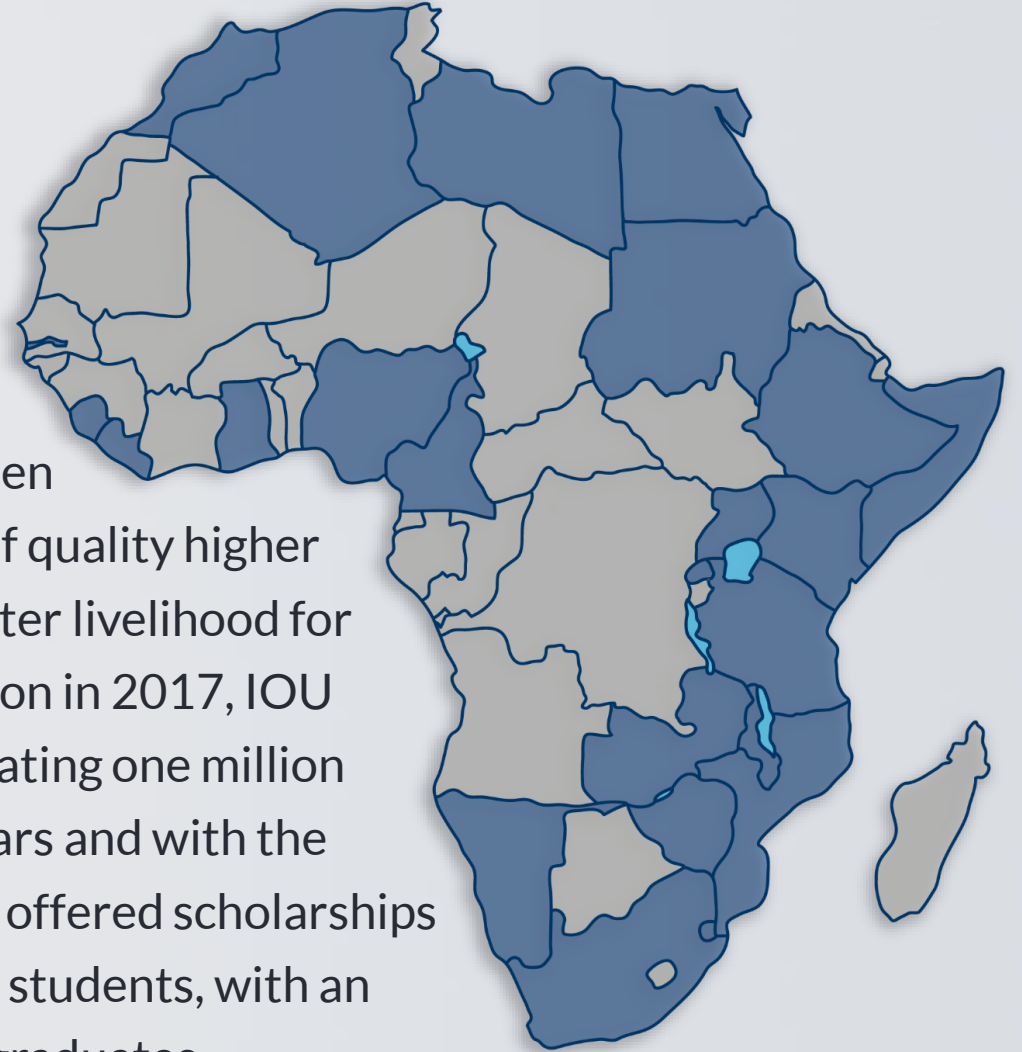 en
f quality higher
ter livelihood for
on in 2017, IOU
ating one million
ars and with the
offered scholarships
students, with an
graduates